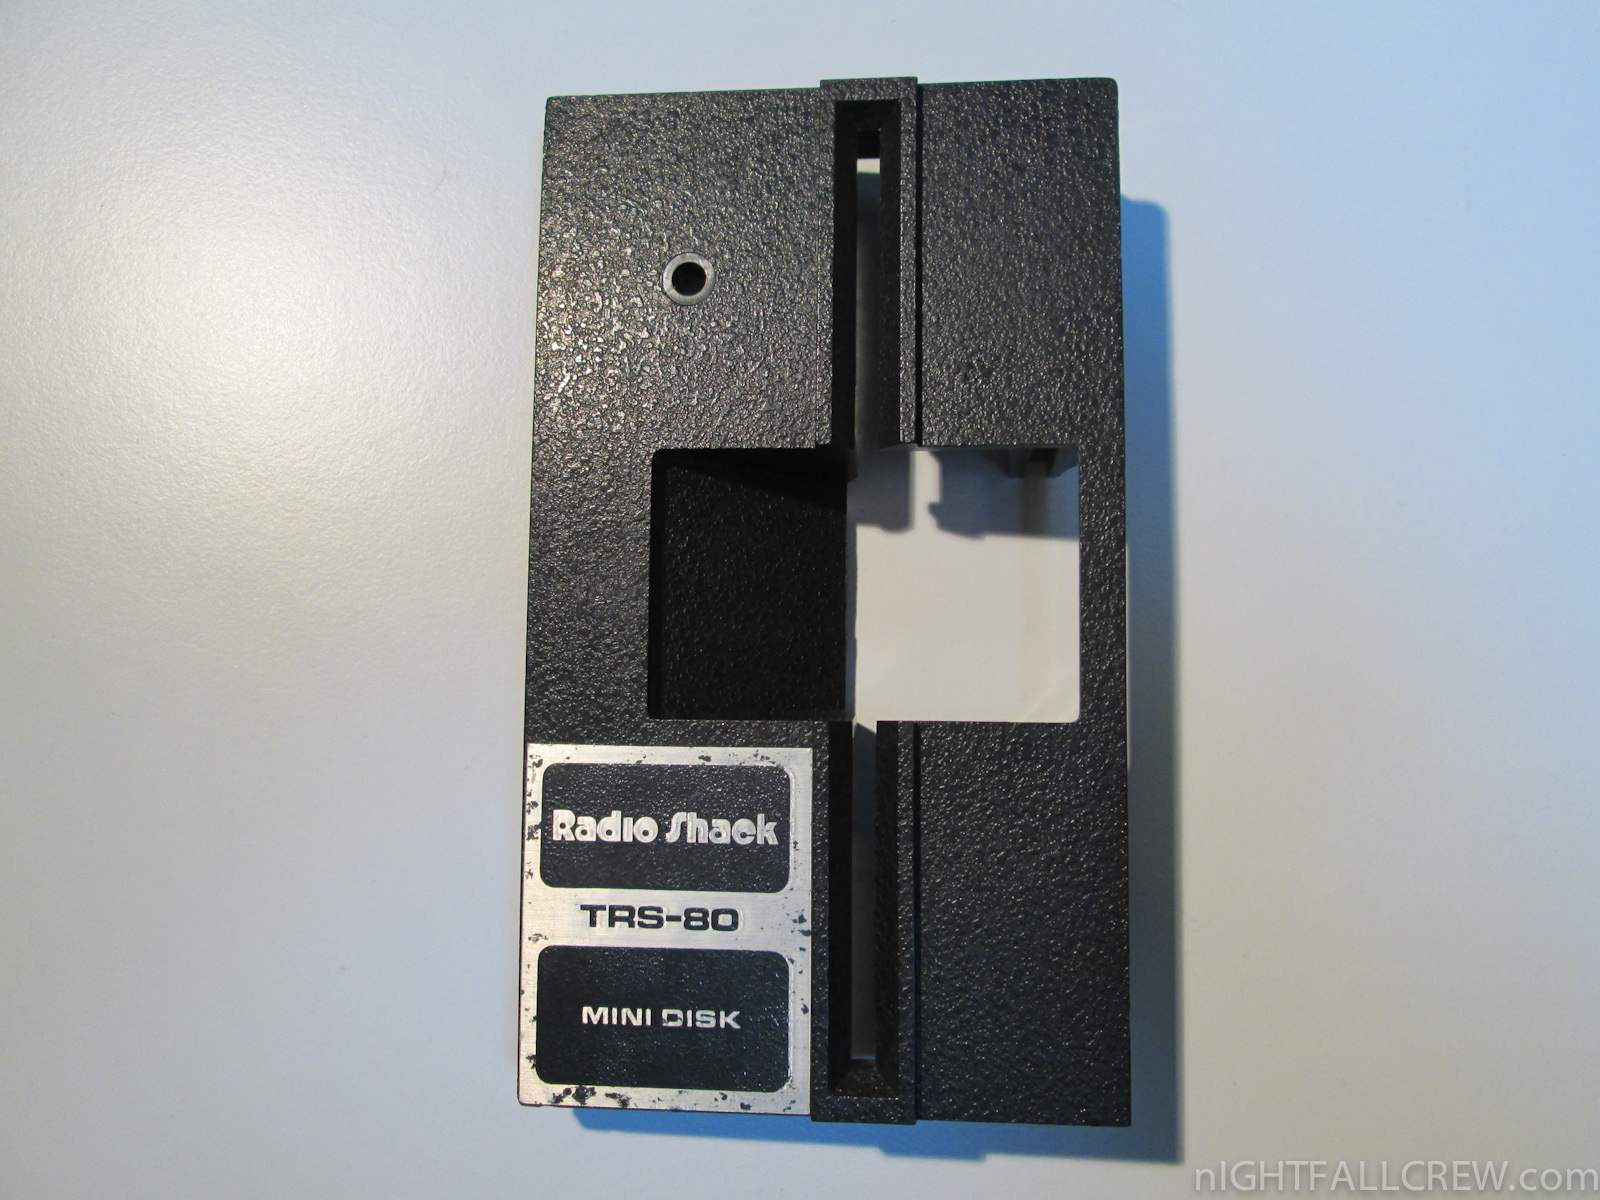 Radio Shack
TRS-80
MINI DISK
nIGHTFALLCREW.com